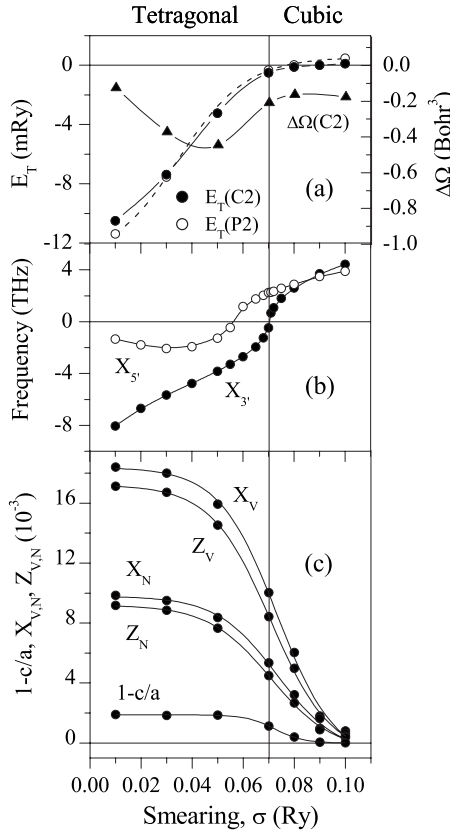 Tetragonal Cubic
0 0.0
-4 -0.2
-8 -0.4
-12 -0.6
-0.8
-1.0
E_T (mRy)
ΔΩ (Bohr^3)
ΔΩ(C2)
E_T(C2)
E_T(P2)
(a)
4
0
-4
-8
Frequency (THz)
X_5'
X_3'
(b)
16
12
8
4
0
1-c/a, X_V,N, Z_V,N (10^-3)
X_V
Z_V
X_N
Z_N
1-c/a
(c)
0.00 0.02 0.04 0.06 0.08 0.10
Smearing, σ (Ry)